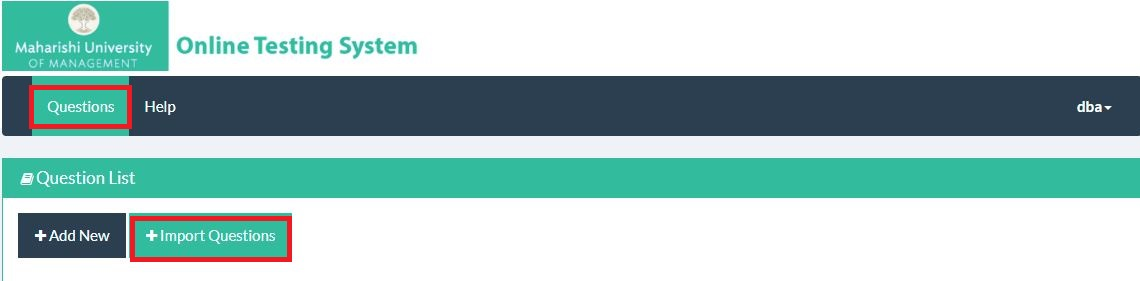 Maharishi University
OF MANAGEMENT
Online Testing System
Questions Help dba
Question List
+ Add New + Import Questions